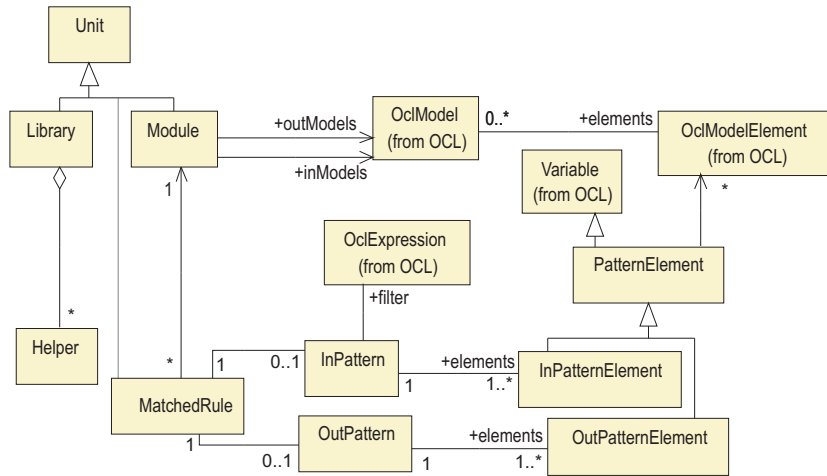 Unit
Library
Module
+outModels
+inModels
OclModel
(from OCL)
0..*
+elements
OclModelElement
(from OCL)
Variable
(from OCL)
1
*
OclExpression
(from OCL)
PatternElement
+filter
*
Helper
*
1
0..1
InPattern
1
+elements
1..*
InPatternElement
MatchedRule
1
0..1
OutPattern
1
+elements
1..*
OutPatternElement